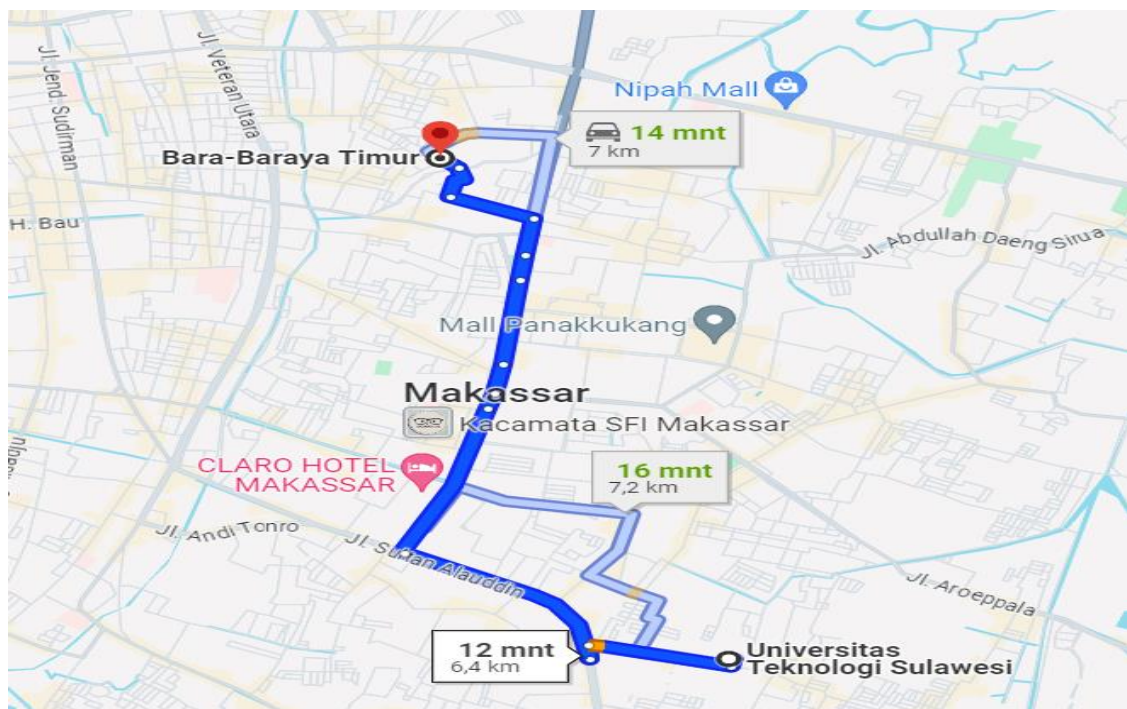 Jl. Jend. Sudirman
Jl. Veteran Utara
Nipah Mall
14 mnt
7 km
Bara-Baraya Timur
H. Bau
Jl. Abdullah Daeng Sirua
Mall Panakkukang
Makassar
Kacamata SFI Makassar
CLARO HOTEL
MAKASSAR
16 mnt
7,2 km
Jl. Andi Tonro
Jl. Sultan Alauddin
Jl. Aroeppala
12 mnt
6,4 km
Universitas
Teknologi Sulawesi